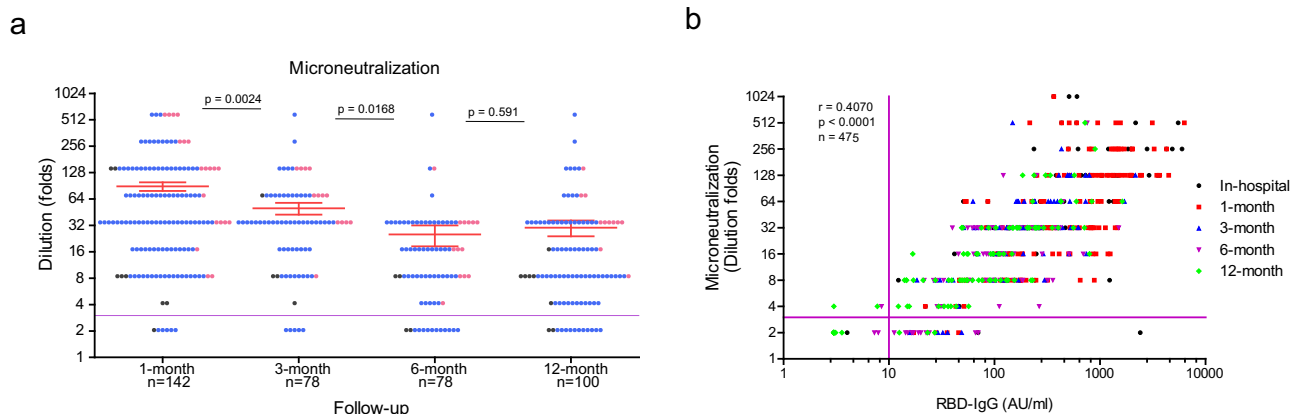 a
Microneutralization
Dilution (folds)
1024
512
256
128
64
32
16
8
4
2
1
p = 0.0024
p = 0.0168
p = 0.591
1-month
n=142
3-month
n=78
6-month
n=78
12-month
n=100
Follow-up
b
Microneutralization
(Dilution folds)
1024
512
256
128
64
32
16
8
4
2
1
r = 0.4070
p < 0.0001
n = 475
1
10
100
1000
10000
RBD-IgG (AU/ml)
In-hospital
1-month
3-month
6-month
12-month